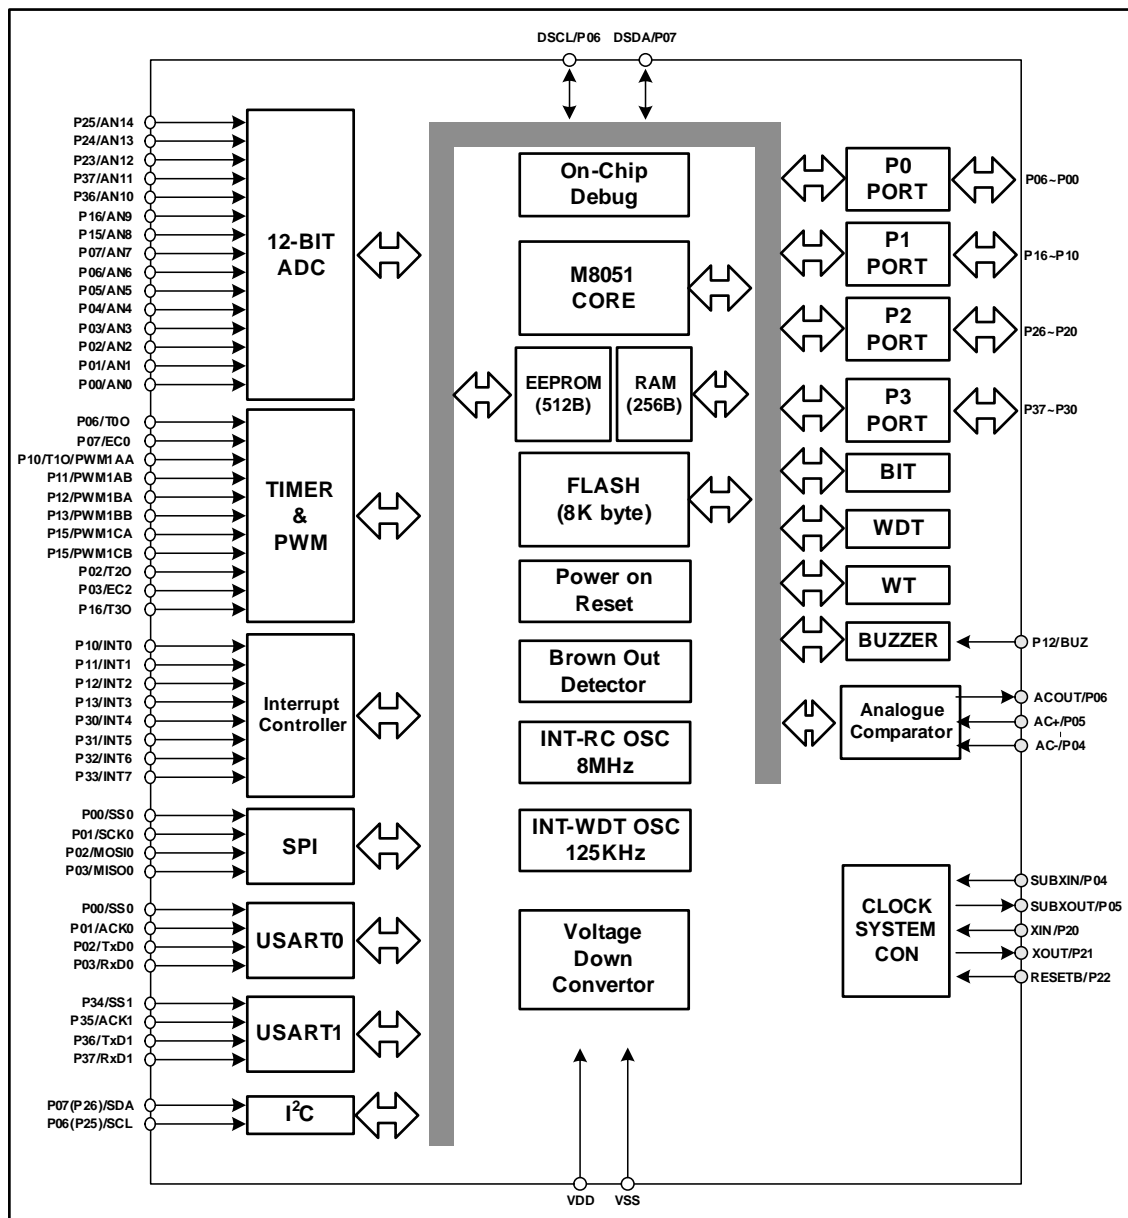 DSCL/P06 DSDA/P07
P25/AN14
P24/AN13
P23/AN12
P37/AN11
P36/AN10
P16/AN9
P15/AN8
P07/AN7
P06/AN6
P05/AN5
P04/AN4
P03/AN3
P02/AN2
P01/AN1
P00/AN0
12-BIT
ADC
P06/T0O
P07/EC0
P10/T1O/PWM1AA
P11/PWM1AB
P12/PWM1BA
P13/PWM1BB
P15/PWM1CA
P15/PWM1CB
P02/T2O
P03/EC2
P16/T3O
TIMER
&
PWM
P10/INT0
P11/INT1
P12/INT2
P13/INT3
P30/INT4
P31/INT5
P32/INT6
P33/INT7
Interrupt
Controller
P00/SS0
P01/SCK0
P02/MOSI0
P03/MISO0
SPI
P00/SS0
P01/ACK0
P02/TxD0
P03/RxD0
USART0
P34/SS1
P35/ACK1
P36/TxD1
P37/RxD1
USART1
P07(P26)/SDA
P06(P25)/SCL
I²C
On-Chip
Debug
M8051
CORE
EEPROM
(512B)
RAM
(256B)
FLASH
(8K byte)
Power on
Reset
Brown Out
Detector
INT-RC OSC
8MHz
INT-WDT OSC
125KHz
Voltage
Down
Convertor
VDD VSS
P0
PORT
P06~P00
P1
PORT
P16~P10
P2
PORT
P26~P20
P3
PORT
P37~P30
BIT
WDT
WT
BUZZER
P12/BUZ
Analogue
Comparator
ACOUT/P06
AC+/P05
AC-/P04
CLOCK
SYSTEM
CON
SUBXIN/P04
SUBXOUT/P05
XIN/P20
XOUT/P21
RESETB/P22